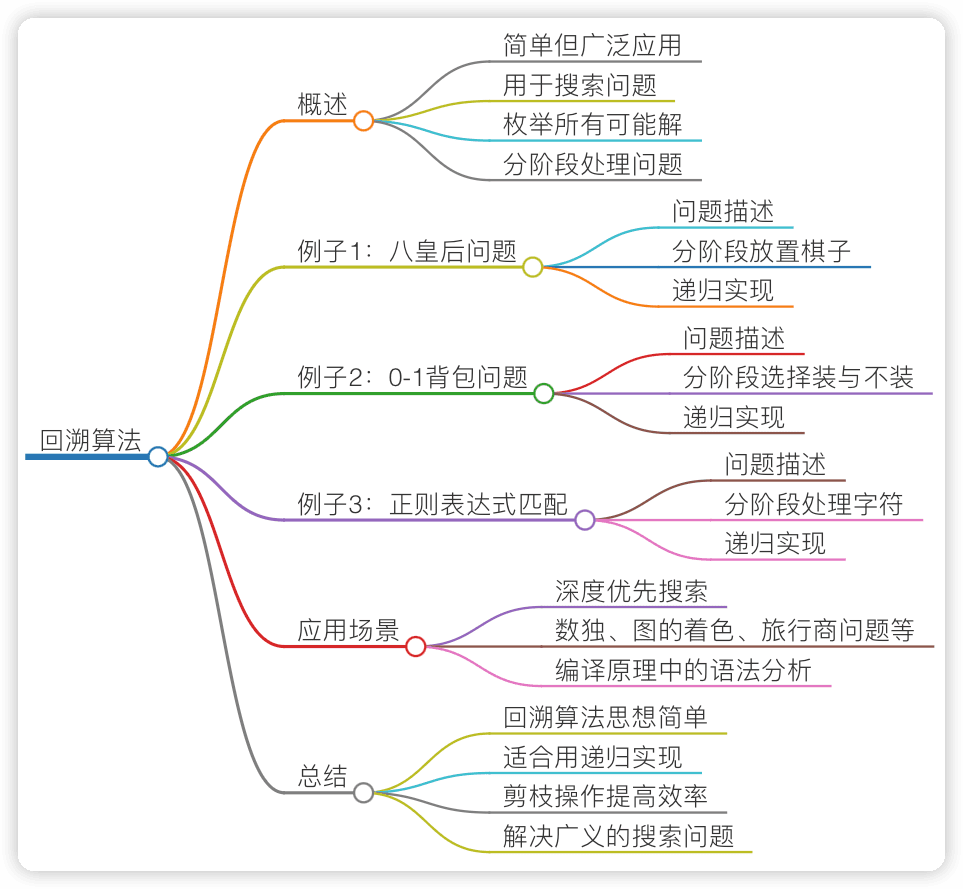 回溯算法
概述
简单但广泛应用
用于搜索问题
枚举所有可能解
分阶段处理问题
例子1：八皇后问题
问题描述
分阶段放置棋子
递归实现
例子2：0-1背包问题
问题描述
分阶段选择装与不装
递归实现
例子3：正则表达式匹配
问题描述
分阶段处理字符
递归实现
应用场景
深度优先搜索
数独、图的着色、旅行商问题等
编译原理中的语法分析
总结
回溯算法思想简单
适合用递归实现
剪枝操作提高效率
解决广义的搜索问题